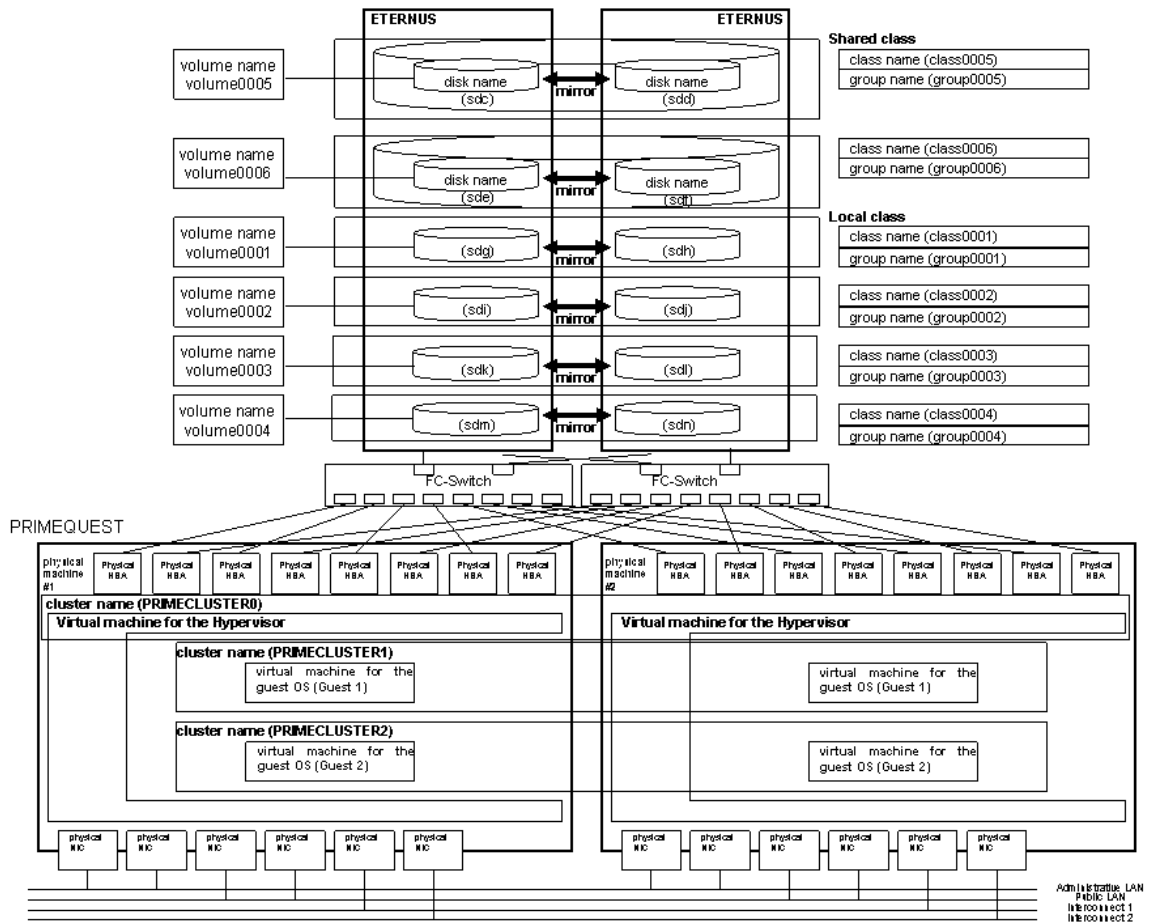 ETERNUS
ETERNUS
Shared class
volume name
volume0005
disk name
(sdc)
mirror
disk name
(sdd)
class name (class0005)
group name (group0005)
volume name
volume0006
disk name
(sde)
mirror
disk name
(sdf)
class name (class0006)
group name (group0006)
Local class
volume name
volume0001
(sdg)
mirror
(sdh)
class name (class0001)
group name (group0001)
volume name
volume0002
(sdi)
mirror
(sdj)
class name (class0002)
group name (group0002)
volume name
volume0003
(sdk)
mirror
(sdl)
class name (class0003)
group name (group0003)
volume name
volume0004
(sdm)
mirror
(sdn)
class name (class0004)
group name (group0004)
FC-Switch
FC-Switch
PRIMEQUEST
physical
machine
#1
Physical
HBA
Physical
HBA
Physical
HBA
Physical
HBA
Physical
HBA
Physical
HBA
Physical
HBA
Physical
HBA
physical
machine
#2
Physical
HBA
Physical
HBA
Physical
HBA
Physical
HBA
Physical
HBA
Physical
HBA
Physical
HBA
Physical
HBA
cluster name (PRIMECLUSTER0)
Virtual machine for the Hypervisor
Virtual machine for the Hypervisor
cluster name (PRIMECLUSTER1)
virtual machine for the
guest OS (Guest 1)
virtual machine for the
guest OS (Guest 1)
cluster name (PRIMECLUSTER2)
virtual machine for the
guest OS (Guest 2)
virtual machine for the
guest OS (Guest 2)
physical
NIC
physical
NIC
physical
NIC
physical
NIC
physical
NIC
physical
NIC
physical
NIC
physical
NIC
physical
NIC
physical
NIC
physical
NIC
physical
NIC
Administrative LAN
Public LAN
Interconnect 1
Interconnect 2